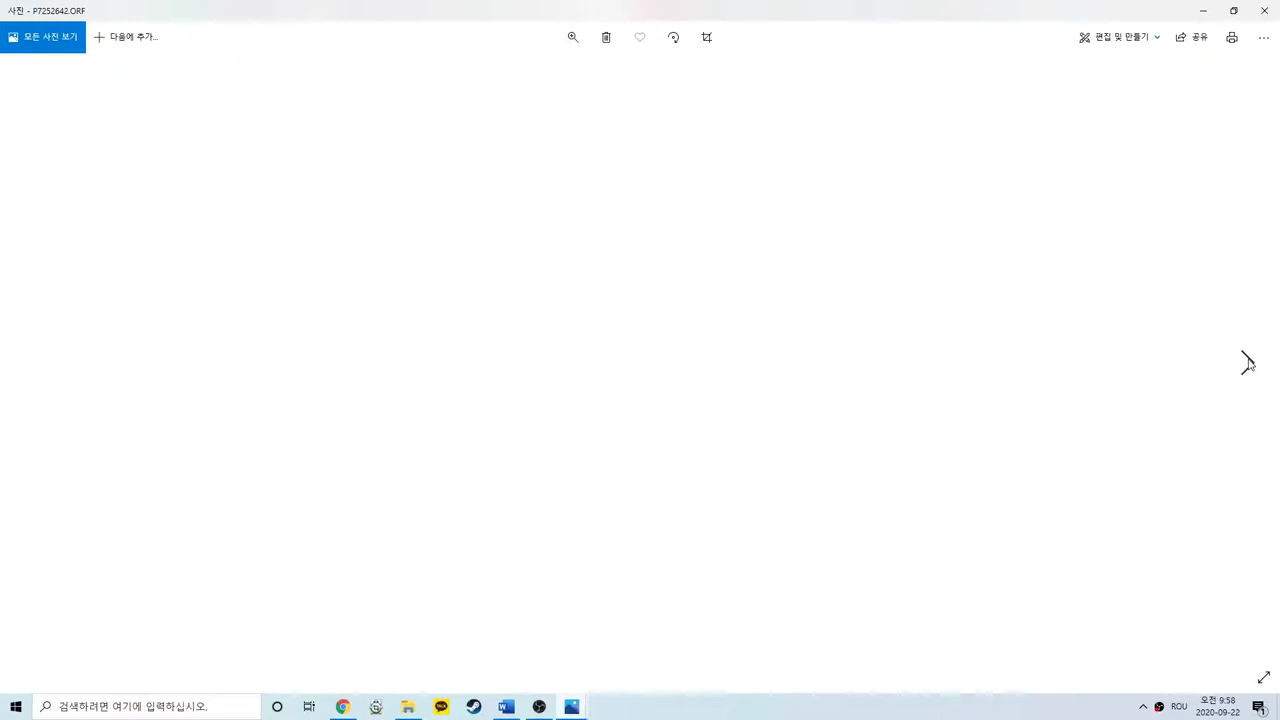 사진 - P7252642.ORF
모든 사진 보기
다음에 추가...
편집 및 만들기
공유
검색하려면 여기에 입력하십시오.
TALK
ROU
오전 9:58
2020-09-22
1